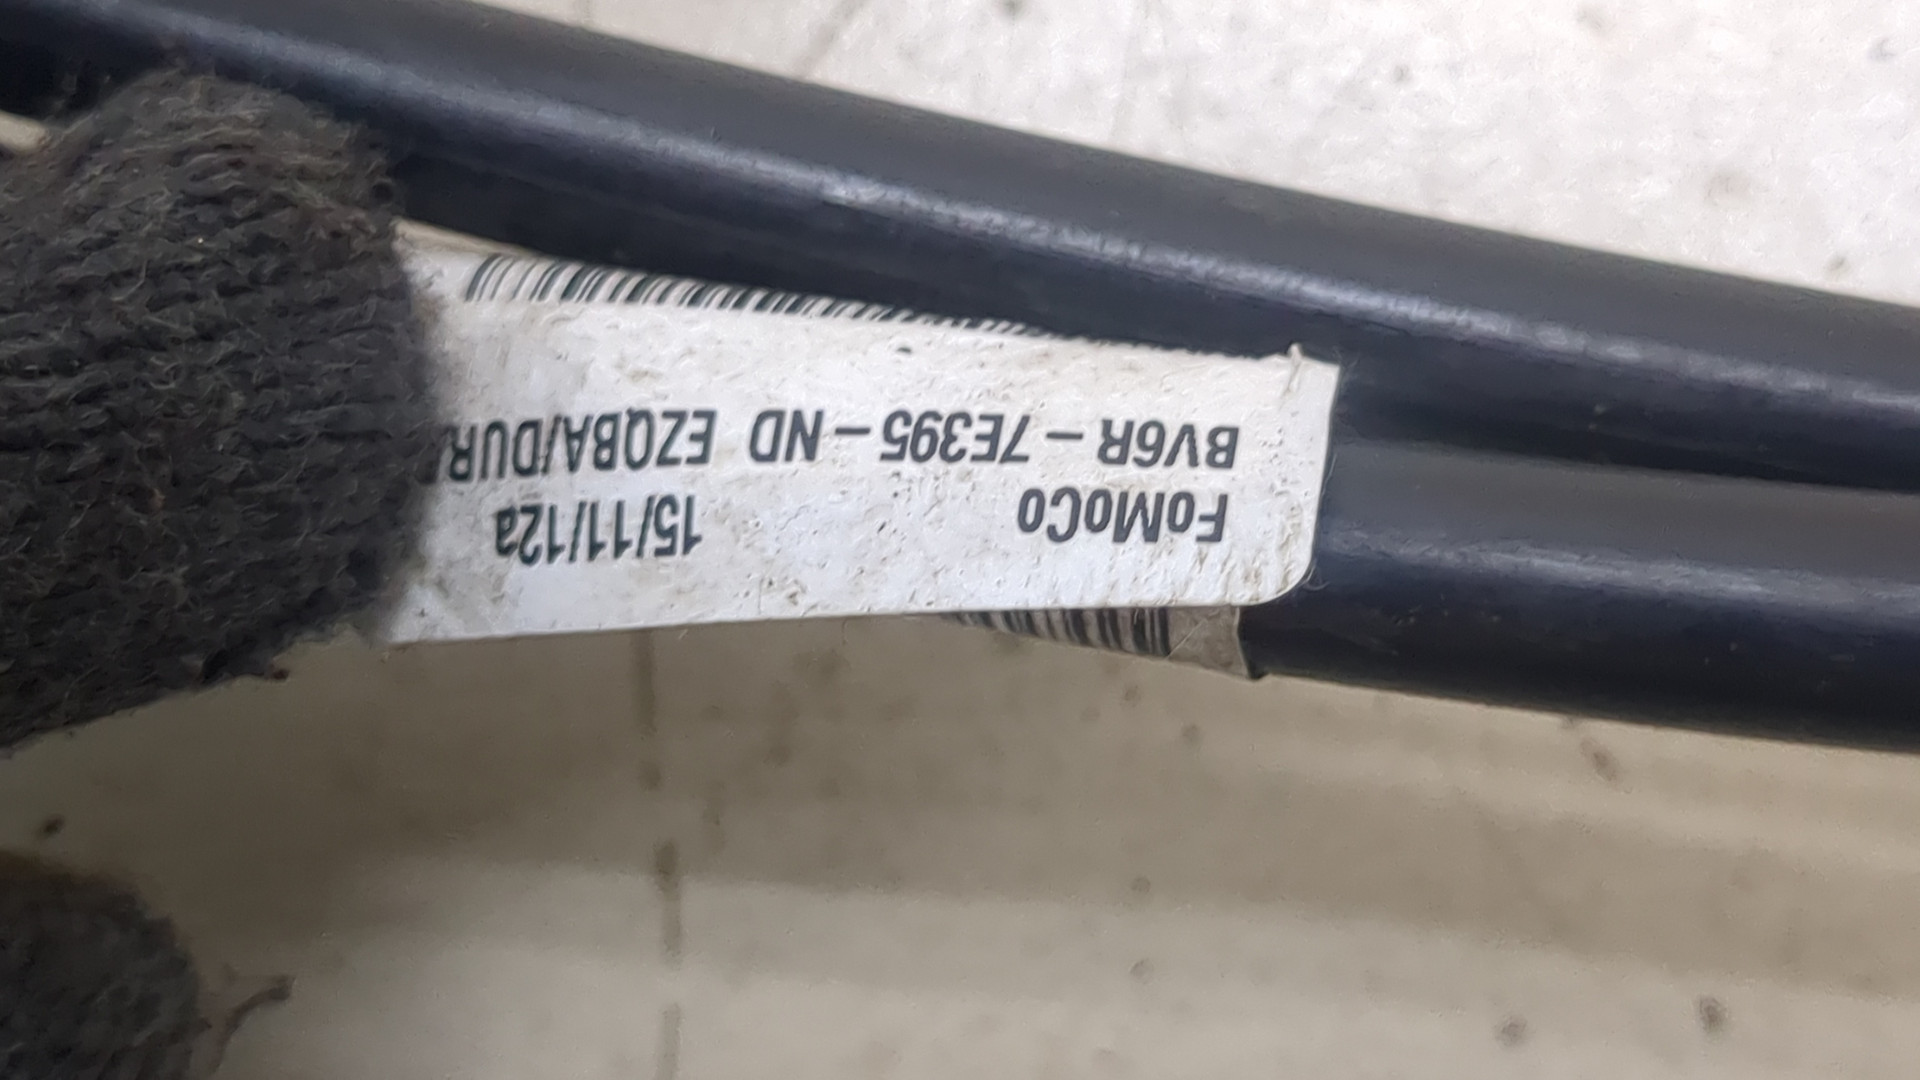 FoMoCo 15/11/12a
BV6R-7E395-ND EZQBA/DUR